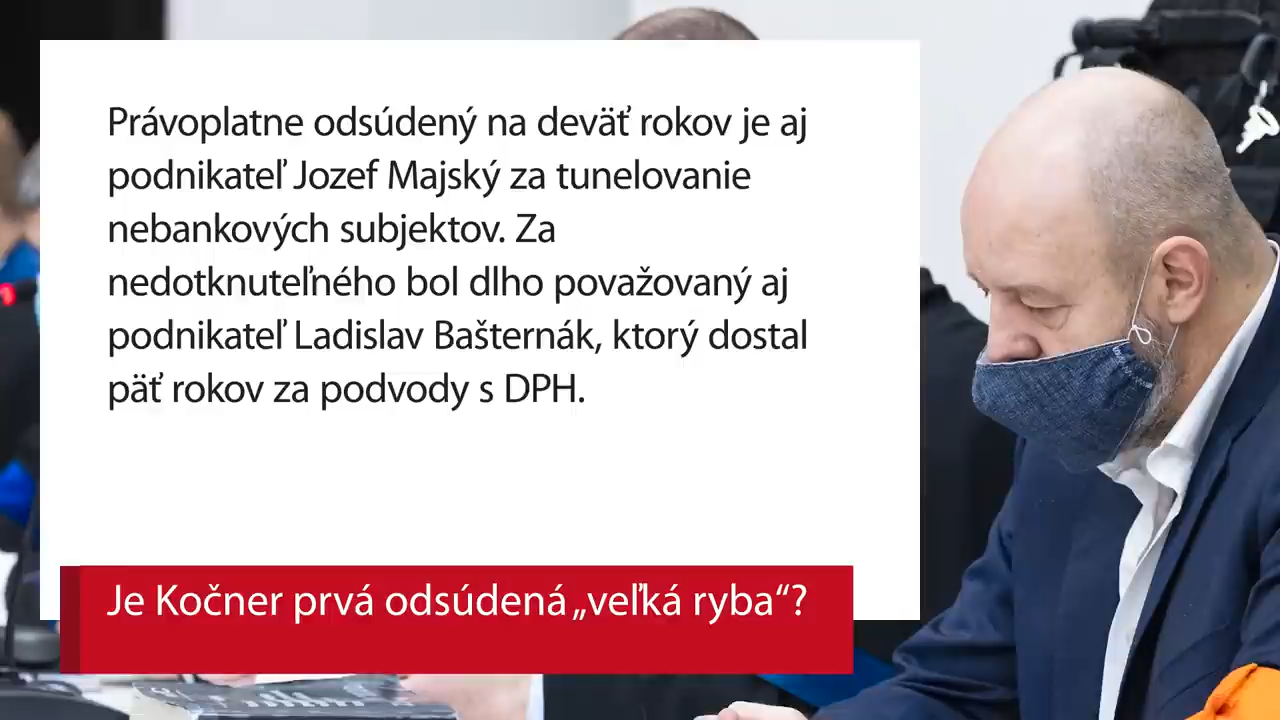 Právoplatne odsúdený na deväť rokov je aj
podnikateľ Jozef Majský za tunelovanie
nebankových subjektov. Za
nedotknuteľného bol dlho považovaný aj
podnikateľ Ladislav Bašternák, ktorý dostal
päť rokov za podvody s DPH.
Je Kočner prvá odsúdená „veľká ryba“?